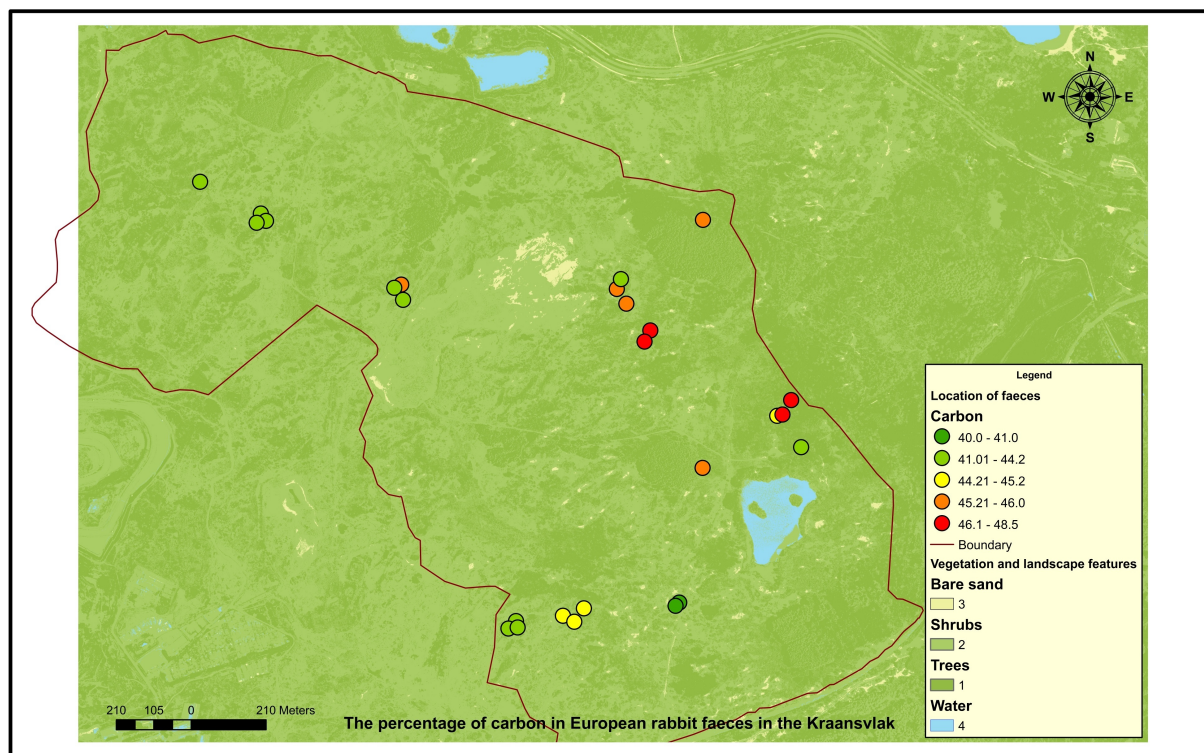 N
W E
S
Legend
Location of faeces
Carbon
40.0 - 41.0
41.01 - 44.2
44.21 - 45.2
45.21 - 46.0
46.1 - 48.5
Boundary
Vegetation and landscape features
Bare sand
3
Shrubs
2
Trees
1
Water
4
210 105 0 210 Meters
The percentage of carbon in European rabbit faeces in the Kraansvlak